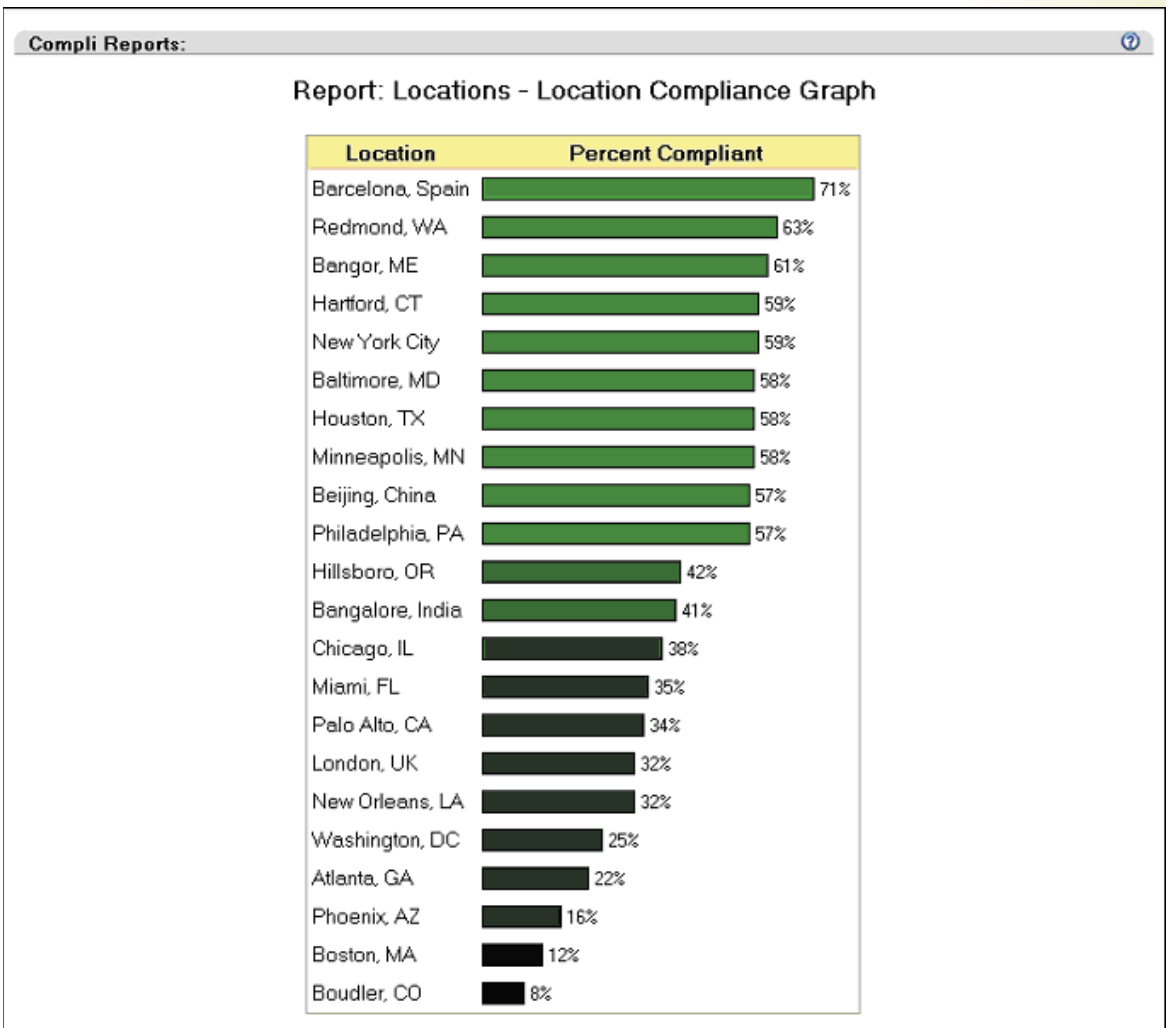 Compli Reports:
Report: Locations - Location Compliance Graph
Location Percent Compliant
Barcelona, Spain 71%
Redmond, WA 63%
Bangor, ME 61%
Hartford, CT 59%
New York City 59%
Baltimore, MD 58%
Houston, TX 58%
Minneapolis, MN 58%
Beijing, China 57%
Philadelphia, PA 57%
Hillsboro, OR 42%
Bangalore, India 41%
Chicago, IL 38%
Miami, FL 35%
Palo Alto, CA 34%
London, UK 32%
New Orleans, LA 32%
Washington, DC 25%
Atlanta, GA 22%
Phoenix, AZ 16%
Boston, MA 12%
Boudler, CO 8%